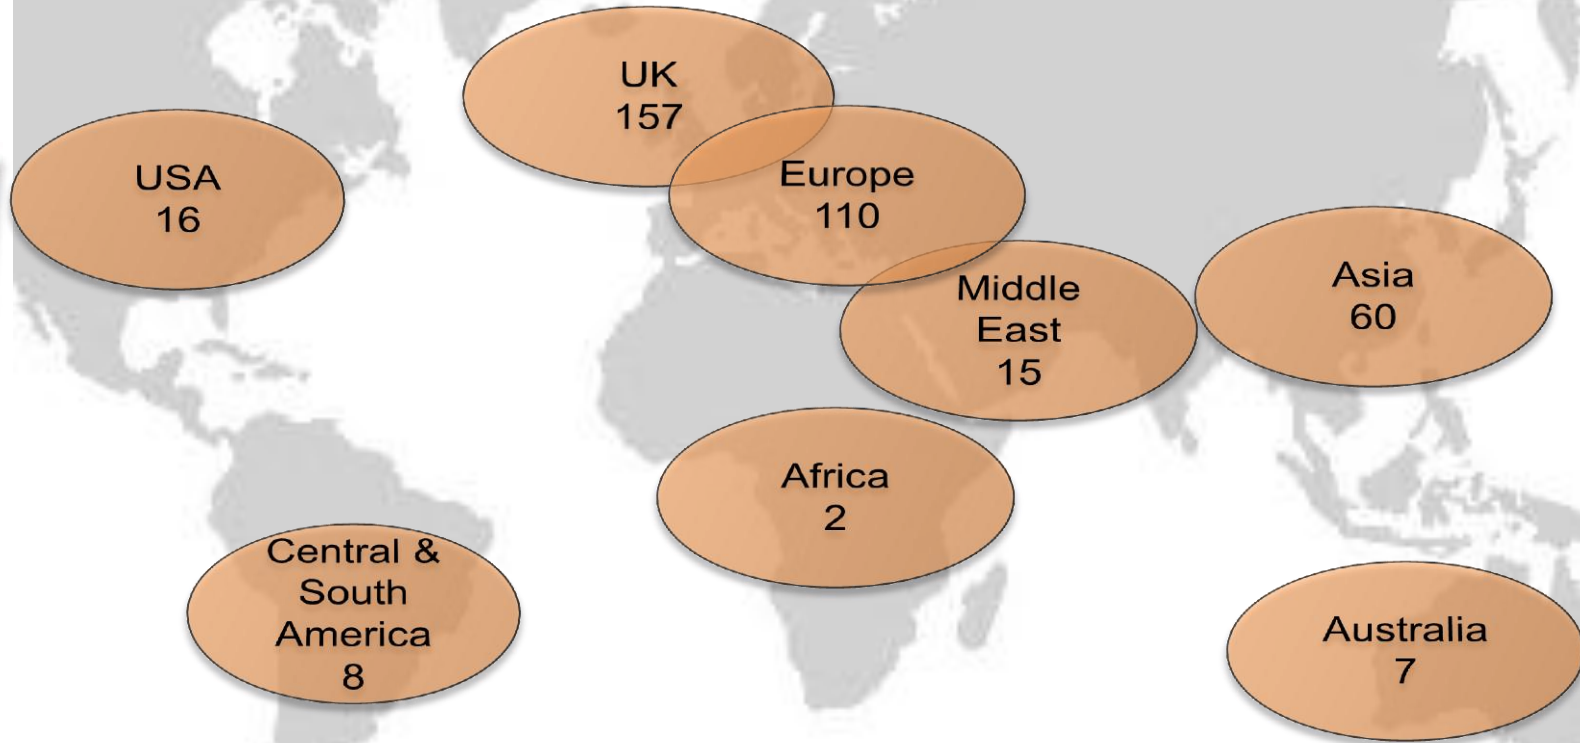 UK
157
USA
16
Europe
110
Middle
East
15
Asia
60
Africa
2
Central &
South
America
8
Australia
7